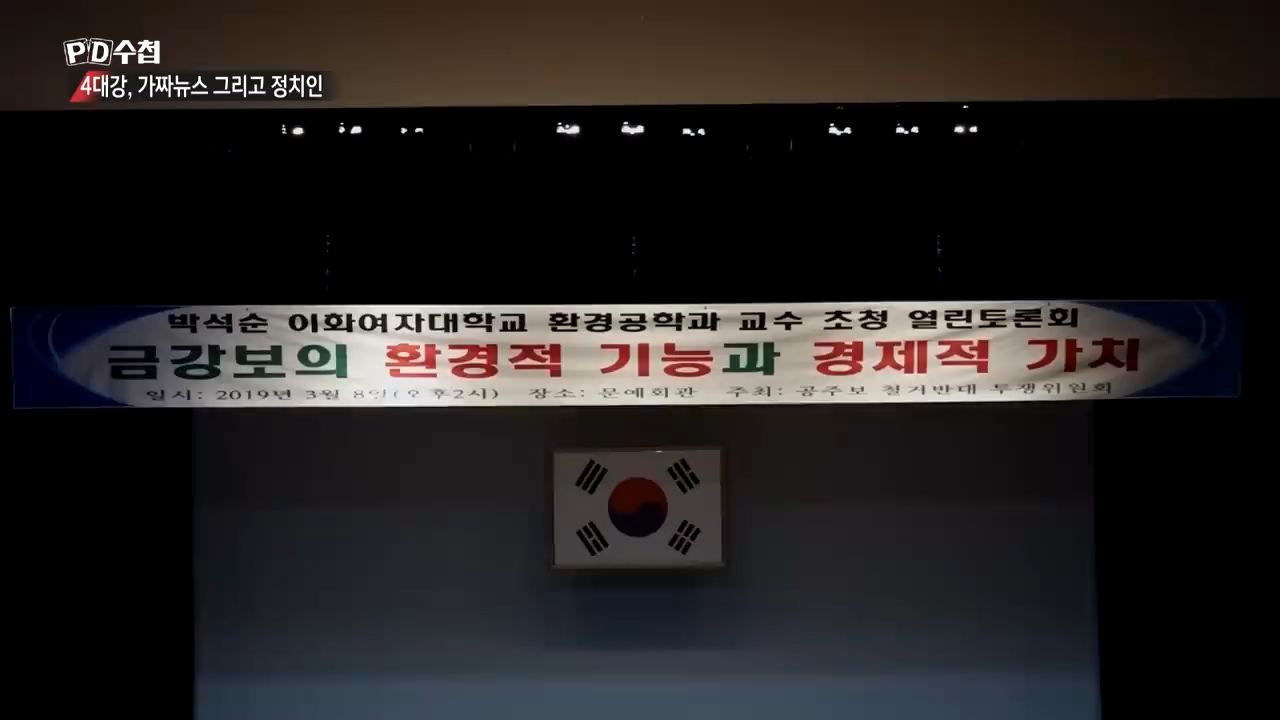 PD수첩
4대강, 가짜뉴스 그리고 정치인
박석순 이화여자대학교 환경공학과 교수 초청 열린토론회
금강보의 환경적 기능과 경제적 가치
일시: 2019년 3월 8일(오후2시) 장소: 문예회관 주최: 공주보 철거반대 투쟁위원회